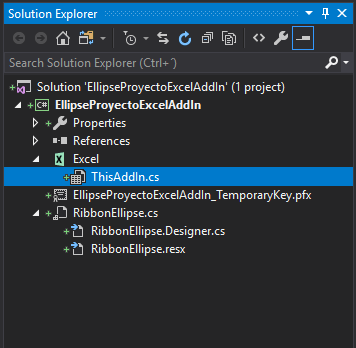 Solution Explorer
Search Solution Explorer (Ctrl+´)
Solution 'EllipseProyectoExcelAddIn' (1 project)
EllipseProyectoExcelAddIn
Properties
References
Excel
ThisAddIn.cs
EllipseProyectoExcelAddIn_TemporaryKey.pfx
RibbonEllipse.cs
RibbonEllipse.Designer.cs
RibbonEllipse.resx